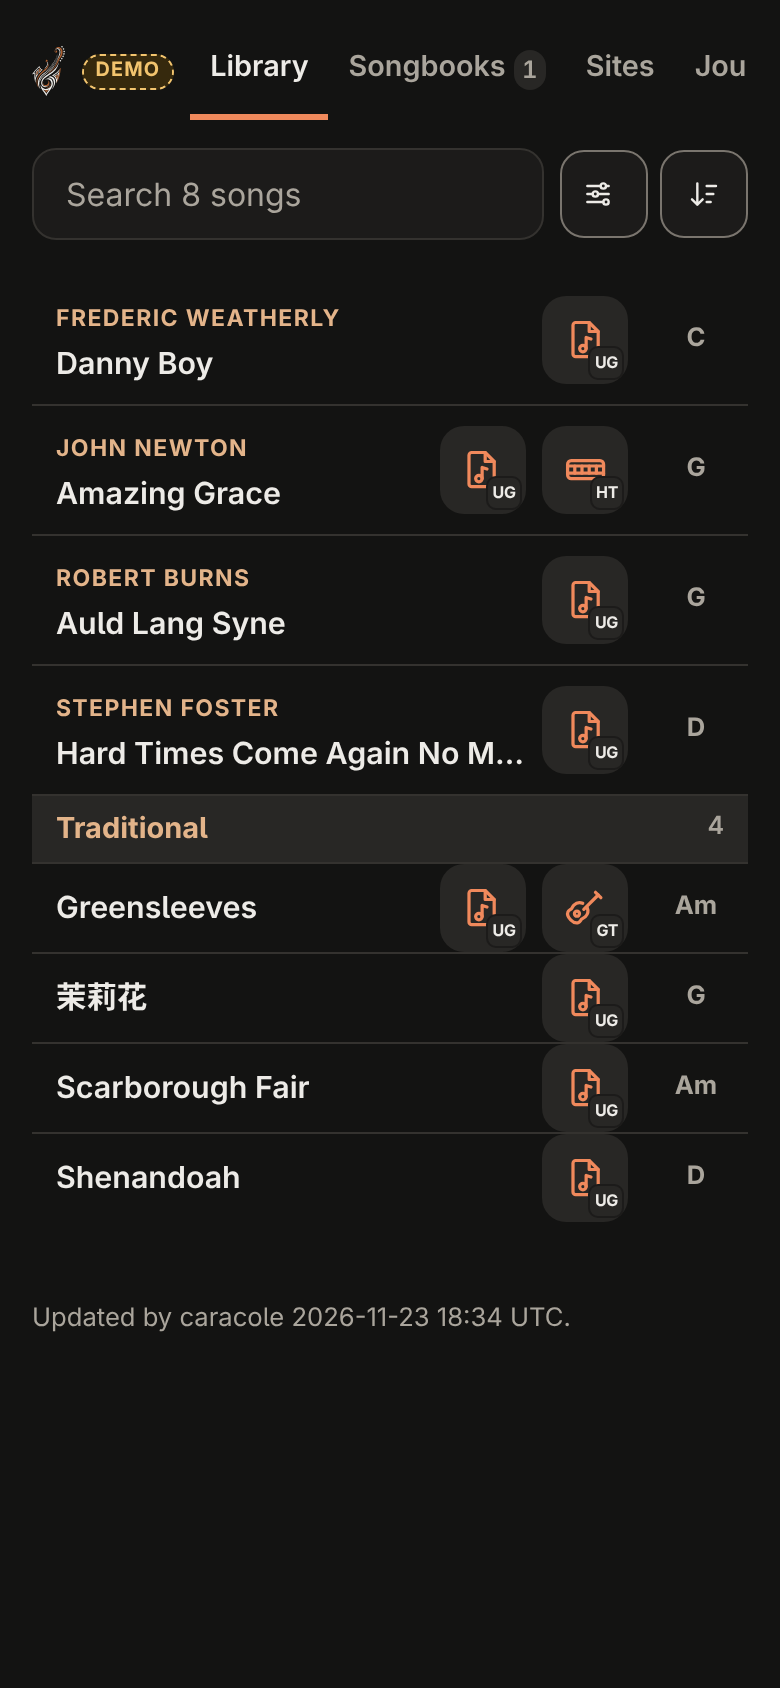 DEMO Library Songbooks 1 Sites Jou
Search 8 songs
FREDERIC WEATHERLY
Danny Boy
UG
C
JOHN NEWTON
Amazing Grace
UG
HT
G
ROBERT BURNS
Auld Lang Syne
UG
G
STEPHEN FOSTER
Hard Times Come Again No M...
UG
D
Traditional 4
Greensleeves UG GT Am
茉莉花 UG G
Scarborough Fair UG Am
Shenandoah UG D
Updated by caracole 2026-11-23 18:34 UTC.